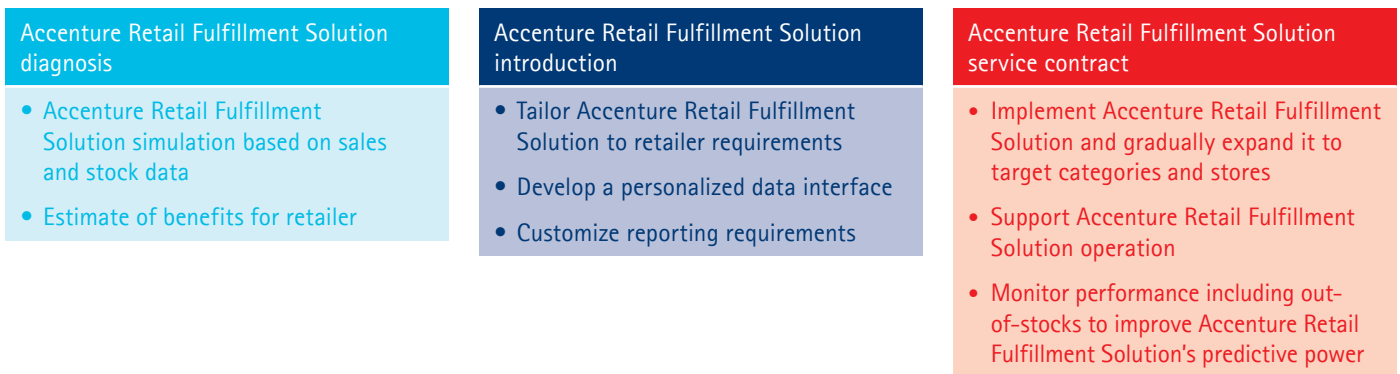 Accenture Retail Fulfillment Solution
diagnosis
• Accenture Retail Fulfillment
Solution simulation based on sales
and stock data
• Estimate of benefits for retailer
Accenture Retail Fulfillment Solution
introduction
• Tailor Accenture Retail Fulfillment
Solution to retailer requirements
• Develop a personalized data interface
• Customize reporting requirements
Accenture Retail Fulfillment Solution
service contract
• Implement Accenture Retail Fulfillment
Solution and gradually expand it to
target categories and stores
• Support Accenture Retail Fulfillment
Solution operation
• Monitor performance including out-
of-stocks to improve Accenture Retail
Fulfillment Solution's predictive power